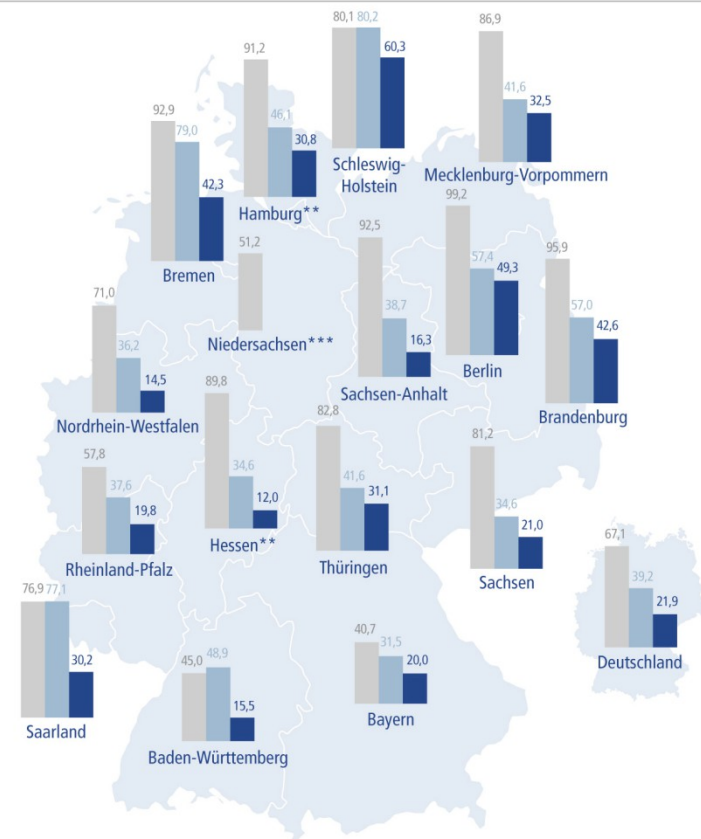 80,1 80,2 60,3
Schleswig-
Holstein
86,9 41,6 32,5
Mecklenburg-Vorpommern
91,2 46,1 30,8
Hamburg**
92,9 79,0 42,3
Bremen
51,2
Niedersachsen***
92,5 38,7 16,3
Sachsen-Anhalt
99,2 57,4 49,3
Berlin
95,9 57,0 42,6
Brandenburg
71,0 36,2 14,5
Nordrhein-Westfalen
89,8 34,6 12,0
Hessen**
82,8 41,6 31,1
Thüringen
81,2 34,6 21,0
Sachsen
57,8 37,6 19,8
Rheinland-Pfalz
67,1 39,2 21,9
Deutschland
76,9 77,1 30,2
Saarland
45,0 48,9 15,5
Baden-Württemberg
40,7 31,5 20,0
Bayern